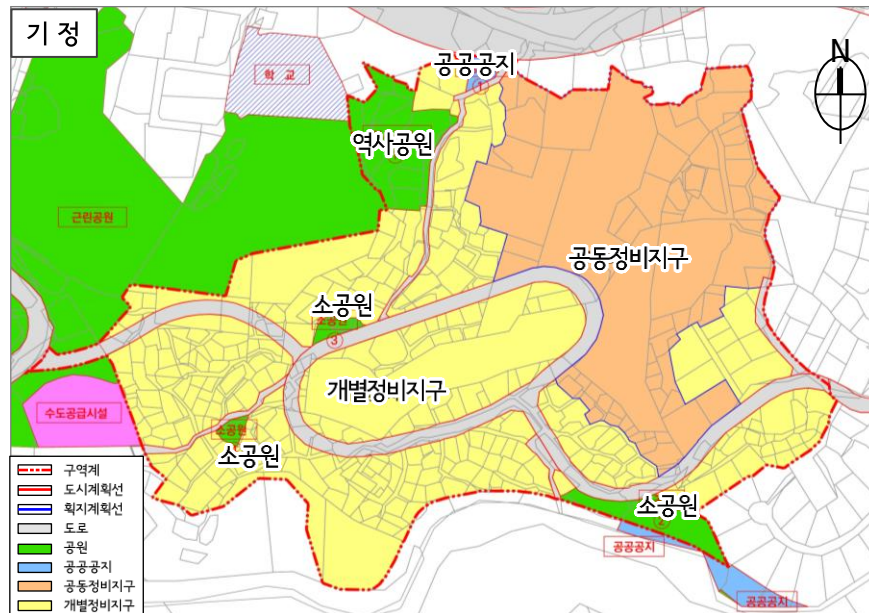 기 정
공공공지
①
N
학 교
역사공원
근린공원
공동정비지구
소공원
소공원
③
개별정비지구
수도공급시설
소공원
소공원
소공원
②
공공공지
공공공지
구역계
도시계획선
획지계획선
도로
공원
공공공지
공동정비지구
개별정비지구